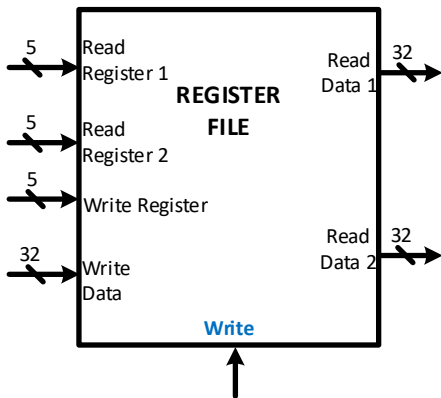 5
Read
Register 1
5
Read
Register 2
5
Write Register
32
Write
Data
REGISTER
FILE
Read
Data 1
32
Read
Data 2
32
Write